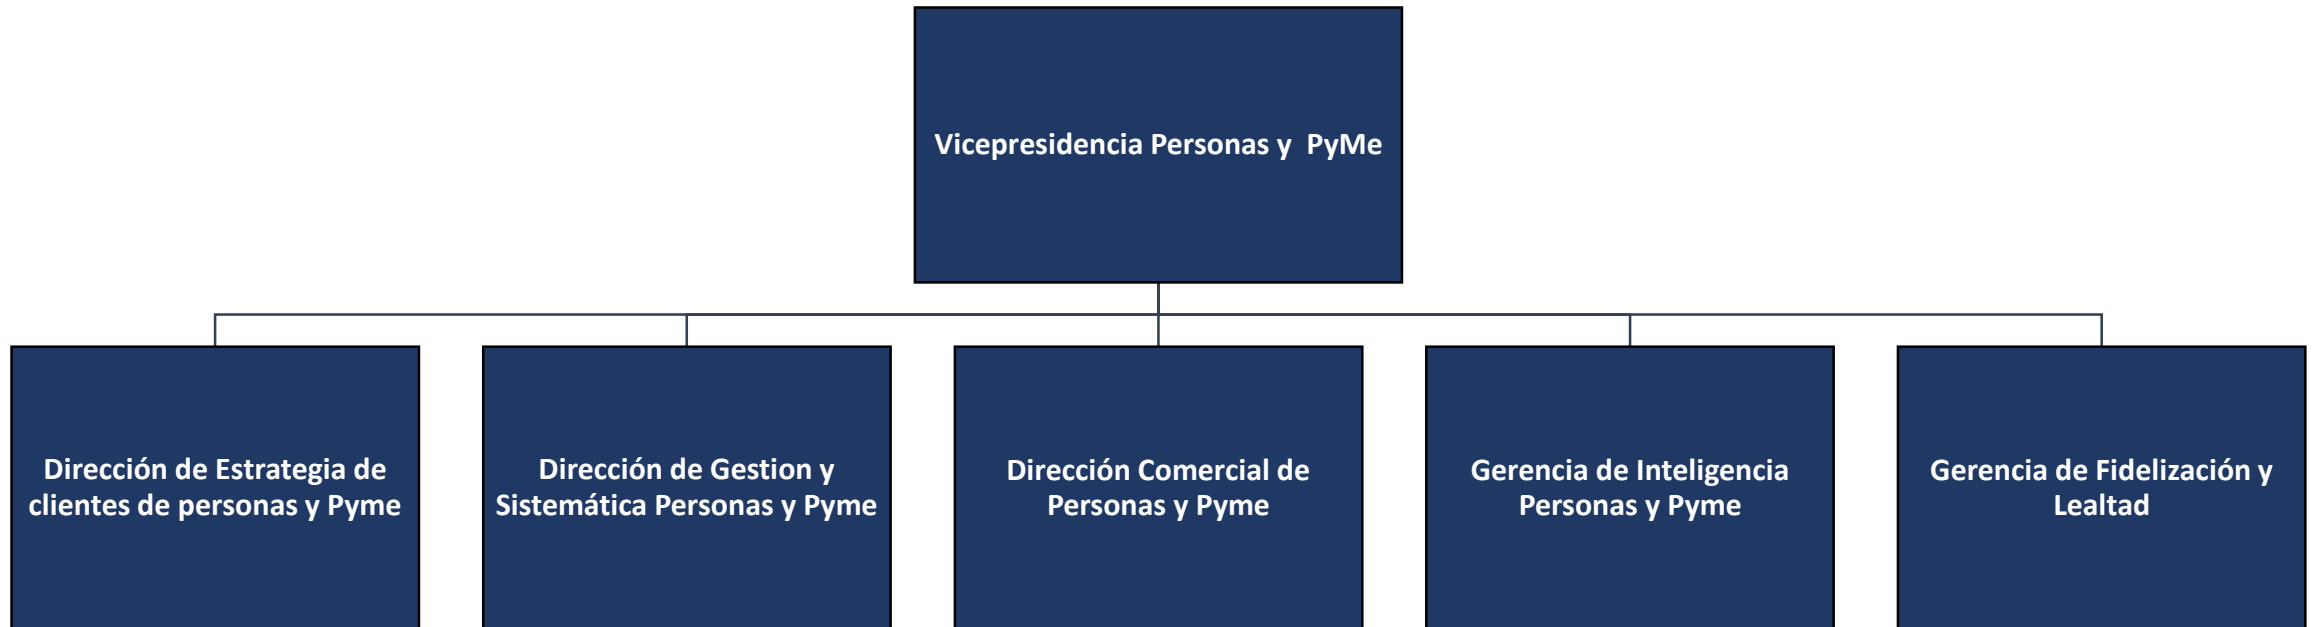 Vicepresidencia Personas y  PyMe
Dirección de Estrategia de
clientes de personas y Pyme
Dirección de Gestion y
Sistemática Personas y Pyme
Dirección Comercial de
Personas y Pyme
Gerencia de Inteligencia
Personas y Pyme
Gerencia de Fidelización y
Lealtad